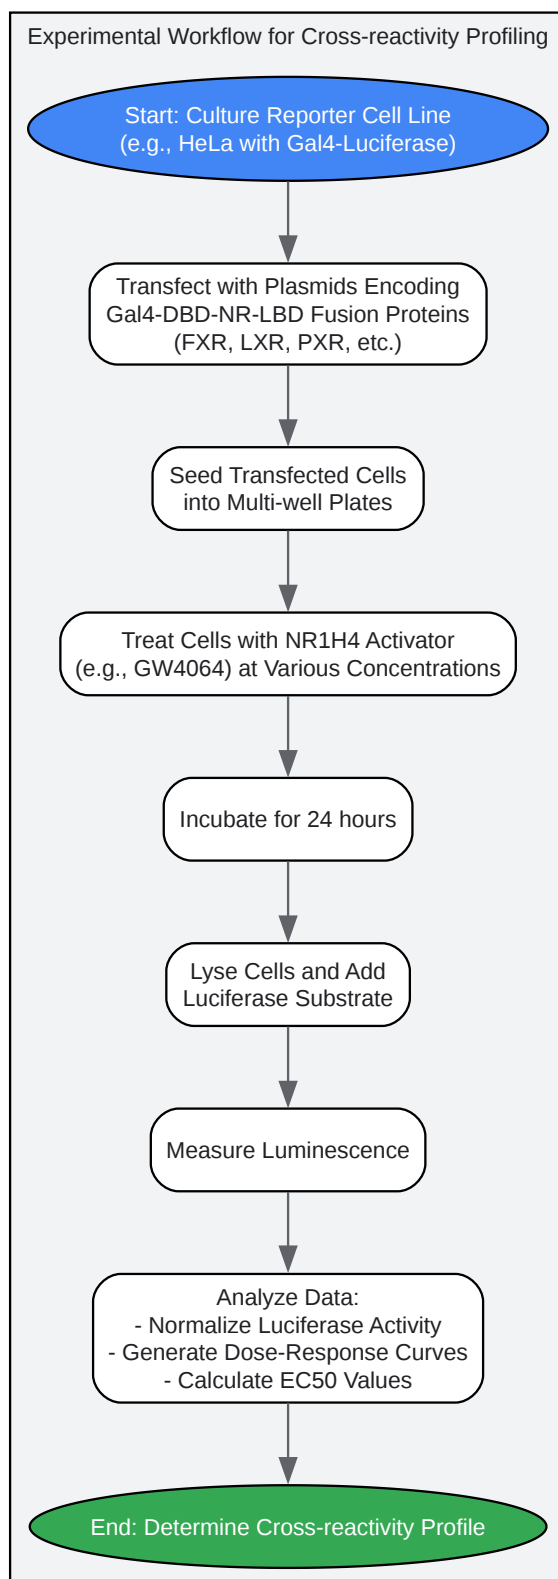 Experimental Workflow for Cross-reactivity Profiling
Start: Culture Reporter Cell Line
(e.g., HeLa with Gal4-Luciferase)
Transfect with Plasmids Encoding
Gal4-DBD-NR-LBD Fusion Proteins
(FXR, LXR, PXR, etc.)
Seed Transfected Cells
into Multi-well Plates
Treat Cells with NR1H4 Activator
(e.g., GW4064) at Various Concentrations
Incubate for 24 hours
Lyse Cells and Add
Luciferase Substrate
Measure Luminescence
Analyze Data:
- Normalize Luciferase Activity
- Generate Dose-Response Curves
- Calculate EC50 Values
End: Determine Cross-reactivity Profile